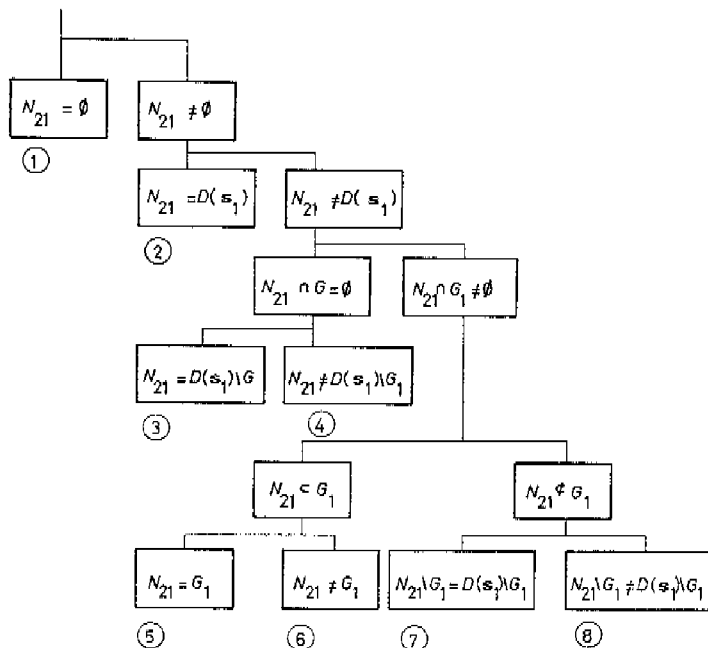 N₂₁ = ∅
N₂₁ ≠ ∅
①
N₂₁ = D(s₁)
N₂₁ ≠ D(s₁)
②
N₂₁ ∩ G = ∅
N₂₁ ∩ G₁ ≠ ∅
N₂₁ = D(s₁)\G
N₂₁ ≠ D(s₁)\G₁
③
④
N₂₁ ⊂ G₁
N₂₁ ⊄ G₁
N₂₁ = G₁
N₂₁ ≠ G₁
N₂₁\G₁ = D(s₁)\G₁
N₂₁\G₁ ≠ D(s₁)\G₁
⑤
⑥
⑦
⑧